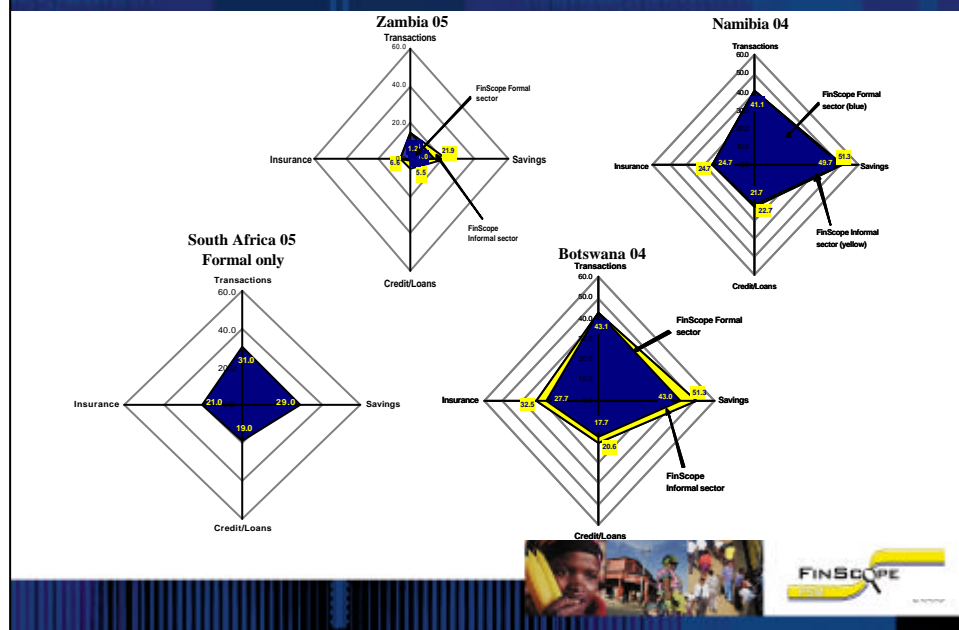 Zambia 05
Transactions
60.0
40.0
20.0
FinScope Formal
sector
21.9
Insurance
Savings
6.6
5.5
FinScope
Informal sector
Credit/Loans
Namibia 04
Transactions
60.0
50.0
40.0
FinScope Formal
sector (blue)
41.1
Insurance
24.7
24.7
49.7
51.3
Savings
21.7
22.7
FinScope Informal
sector (yellow)
Credit/Loans
South Africa 05
Formal only
Transactions
60.0
40.0
31.0
Insurance
21.0
29.0
Savings
19.0
Credit/Loans
Botswana 04
Transactions
60.0
50.0
40.0
43.1
FinScope Formal
sector
Insurance
32.5
27.7
43.0
51.3
Savings
17.7
20.6
FinScope
Informal sector
Credit/Loans
FINSCOPE